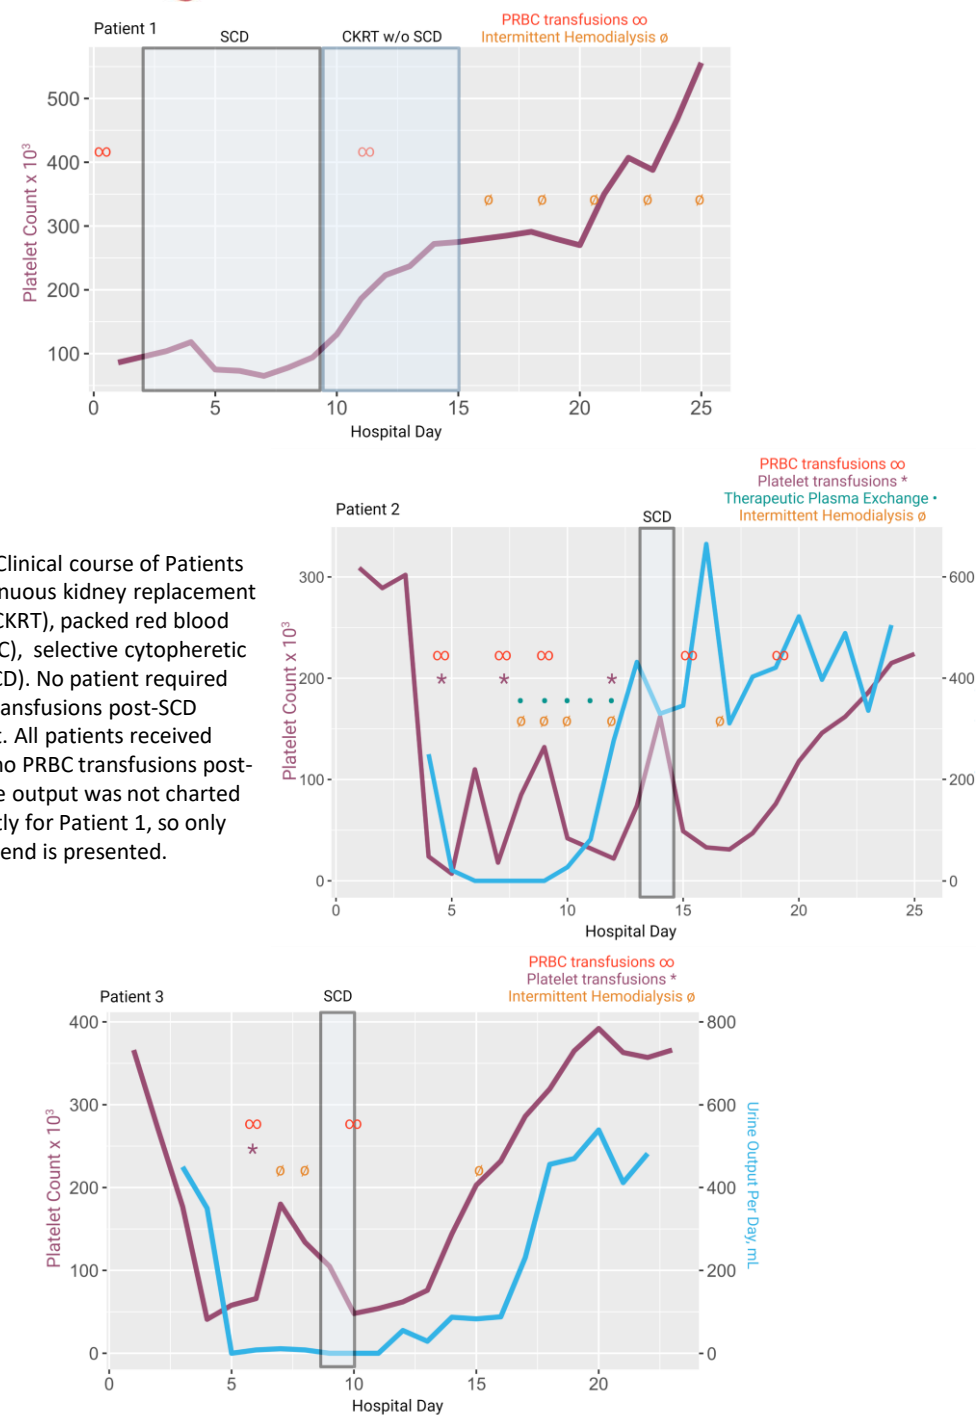 Patient 1
SCD
CKRT w/o SCD
PRBC transfusions ∞
Intermittent Hemodialysis ø
Platelet Count x 10³
500
400
300
200
100
∞
∞
ø
ø
ø
ø
ø
0
5
10
15
20
25
Hospital Day
Clinical course of Patients
nuous kidney replacement
CKRT), packed red blood
C), selective cytopheretic
CD). No patient required
ransfusions post-SCD
t. All patients received
no PRBC transfusions post-
e output was not charted
tly for Patient 1, so only
end is presented.
Patient 2
SCD
PRBC transfusions ∞
Platelet transfusions *
Therapeutic Plasma Exchange •
Intermittent Hemodialysis ø
Platelet Count x 10³
300
200
100
0
600
400
200
0
∞ ∞ ∞ ∞ ∞
* * *
• • • • •
ø ø ø ø ø
0
5
10
15
20
25
Hospital Day
Patient 3
SCD
PRBC transfusions ∞
Platelet transfusions *
Intermittent Hemodialysis ø
Platelet Count x 10³
400
300
200
100
0
800
600
400
200
0
Urine Output Per Day, mL
∞ ∞
*
ø ø ø
0
5
10
15
20
Hospital Day